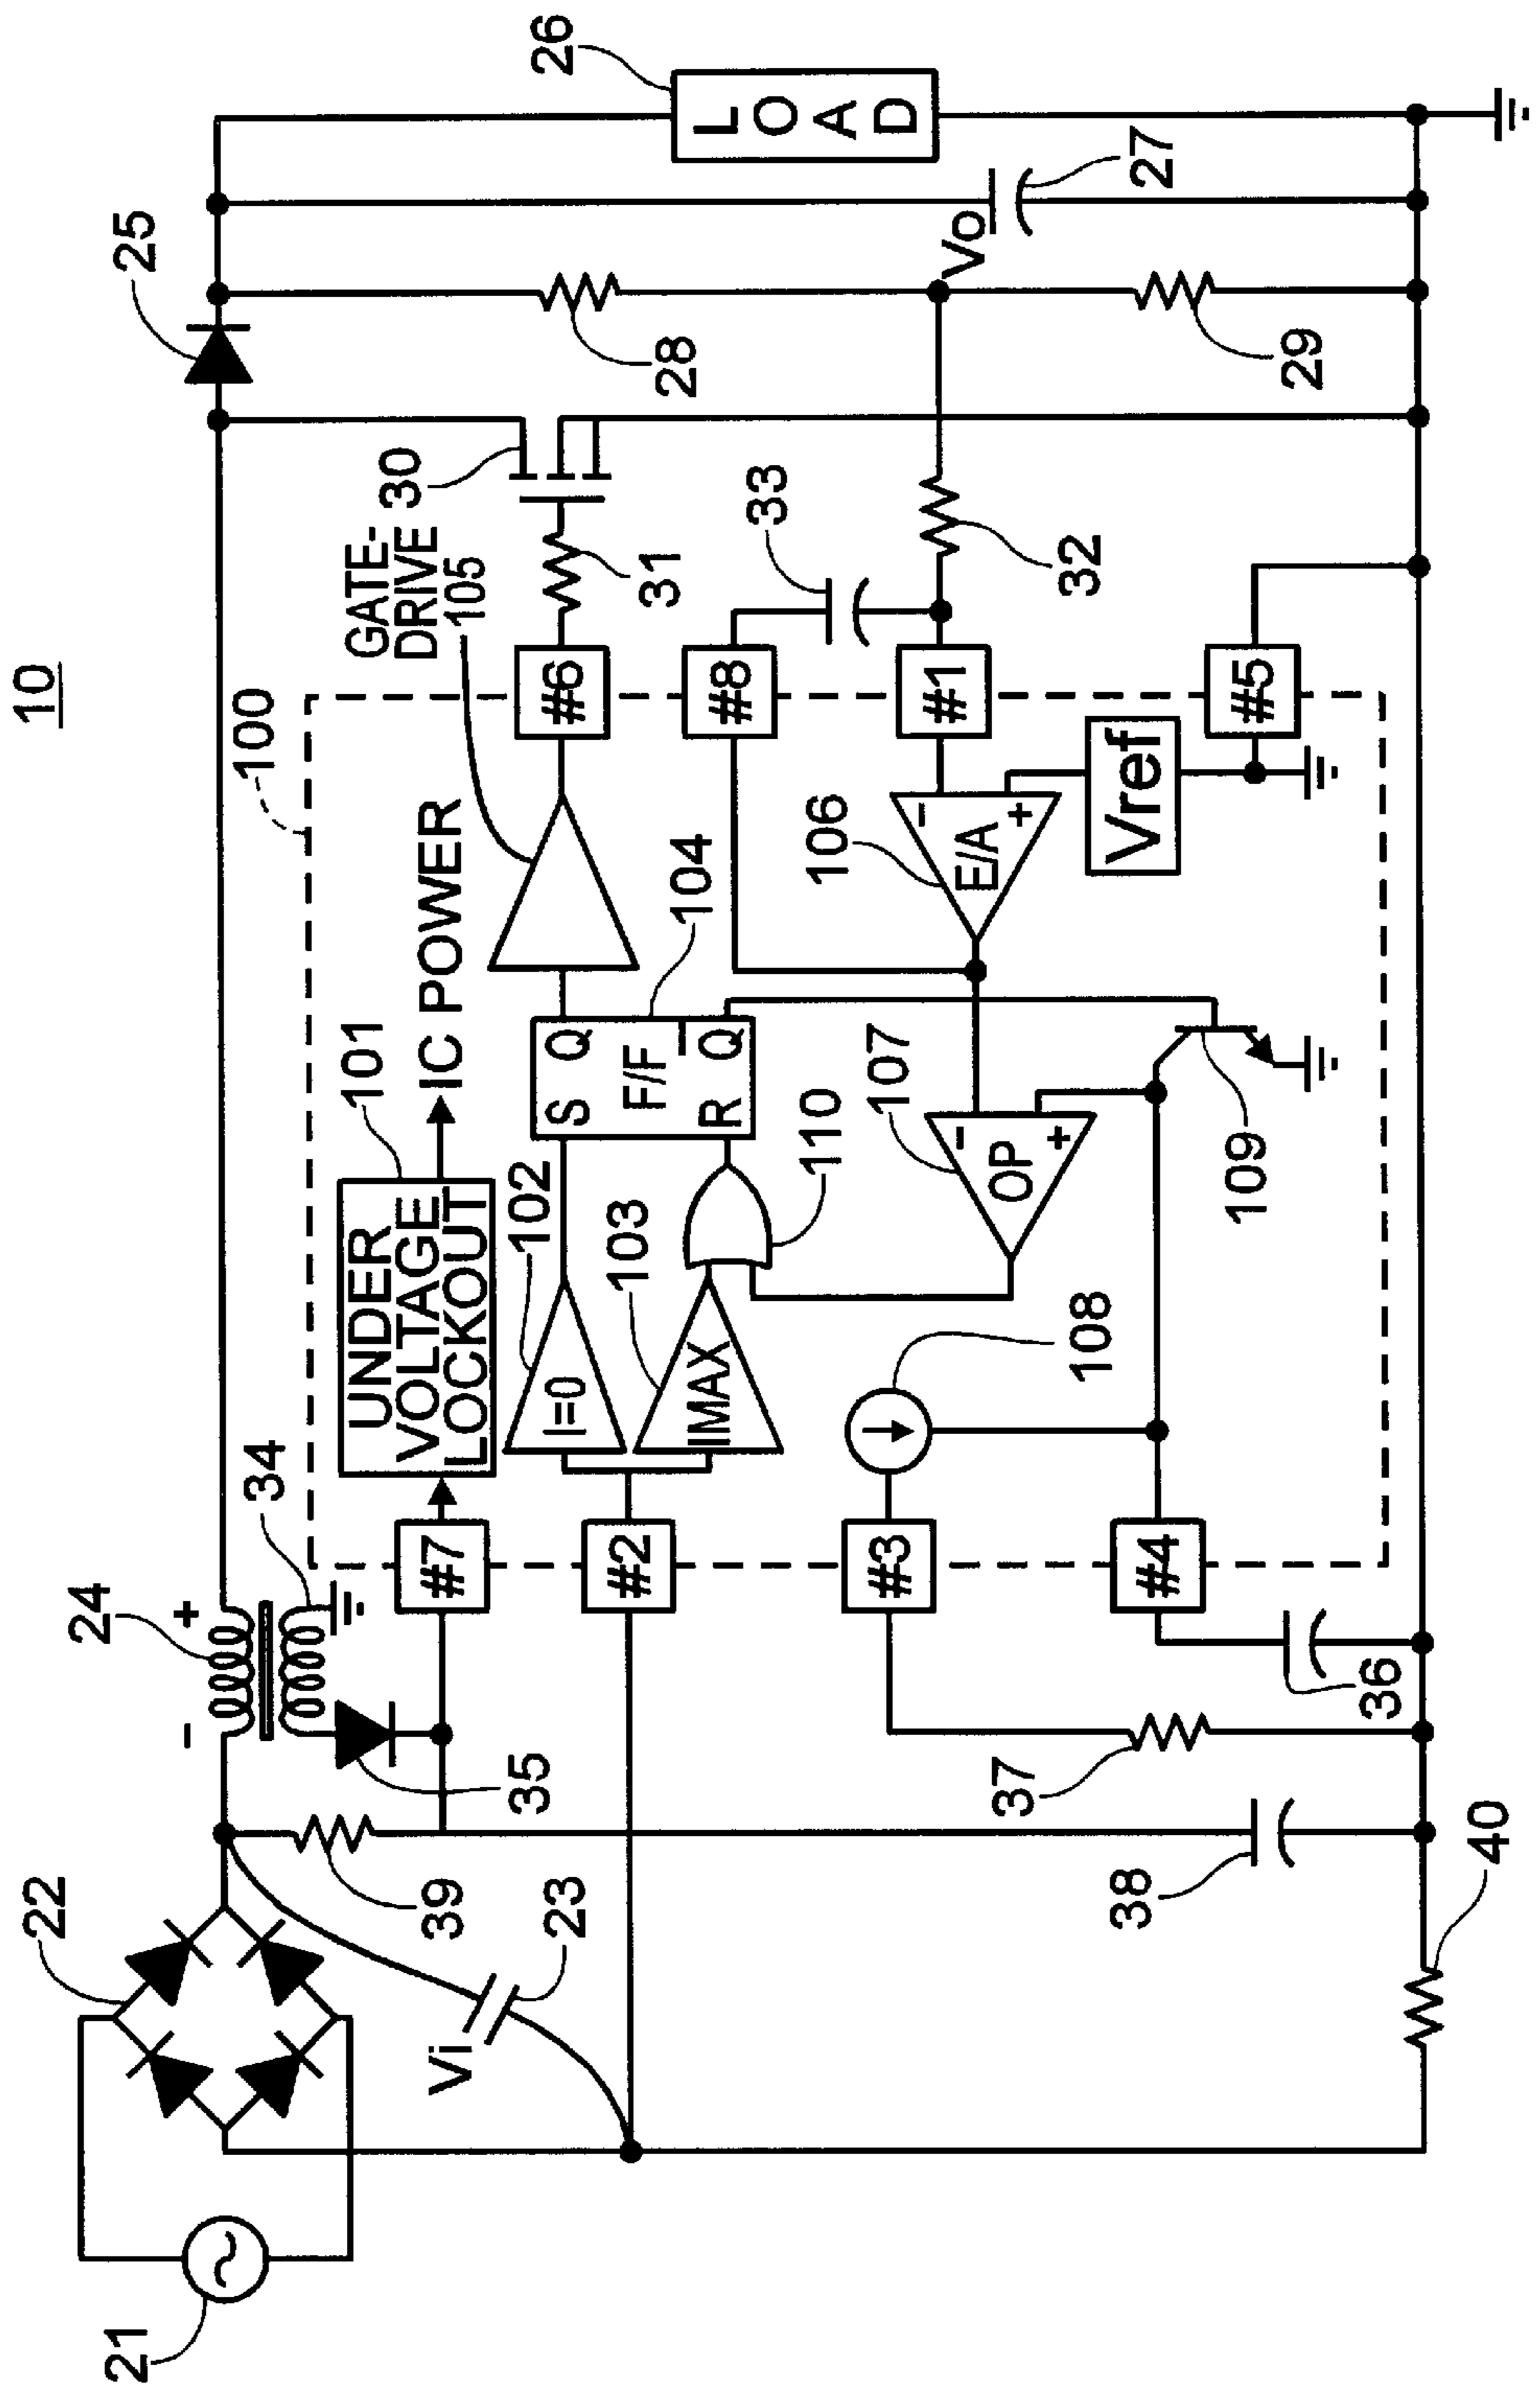 10
21
22
Vi
23
39
24
- +
34
35
100
25
26
LOAD
27
Vo
28
29
30
31
32
33
GATE-
DRIVE
105
#7
UNDER
VOLTAGE
LOCKOUT
101
IC POWER
#2
I=0
102
IMAX
103
S Q
F/F
R Q
104
110
#6
#8
#1
#5
106
-
E/A
+
Vref
107
-
OP
+
109
108
#3
#4
36
37
38
40